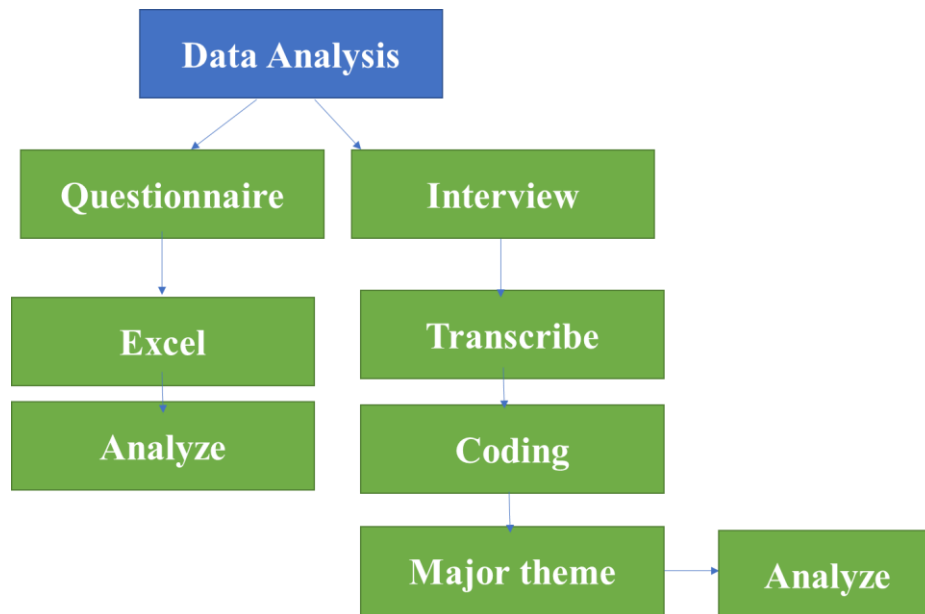 Data Analysis
Questionnaire
Interview
Excel
Transcribe
Analyze
Coding
Major theme
Analyze